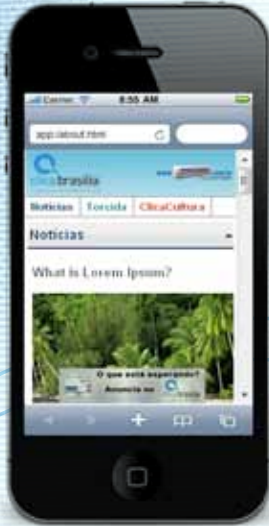 Carrier 8:55 AM
app:/about.html
clicabrasília
Notícias Torcida ClicaCultura
Notícias
What is Lorem Ipsum?
O que está esperando?
Anuncie no